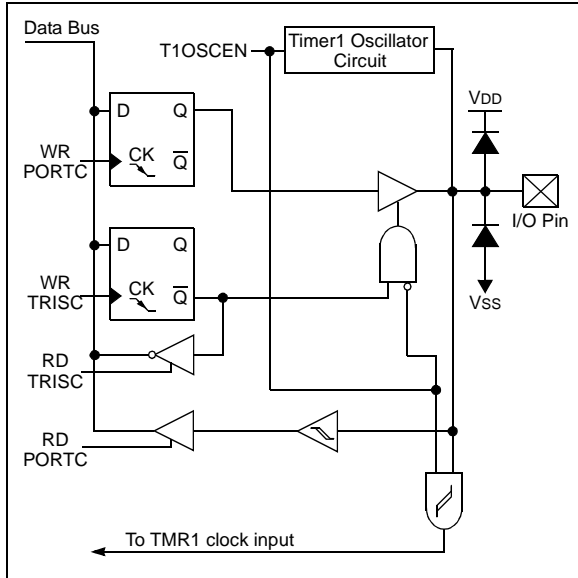 Data Bus
T1OSCEN
Timer1 Oscillator
Circuit
VDD
D
Q
WR
PORTC
CK
Q
I/O Pin
D
Q
WR
TRISC
CK
Q
VSS
RD
TRISC
RD
PORTC
To TMR1 clock input